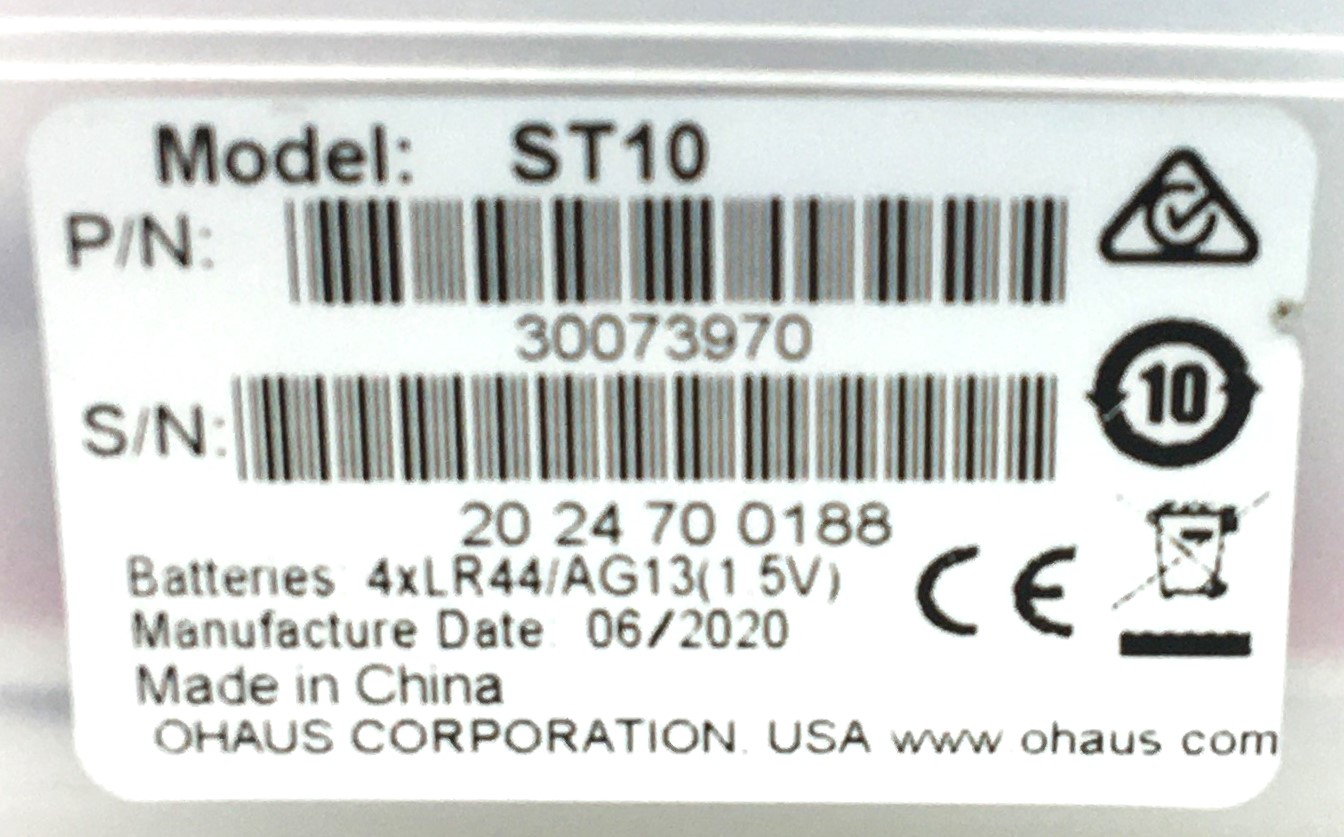 Model: ST10
P/N:
30073970
S/N:
20 24 70 0188
10
Batteries: 4xLR44/AG13(1.5V)
CE
Manufacture Date: 06/2020
Made in China
OHAUS CORPORATION. USA www.ohaus.com